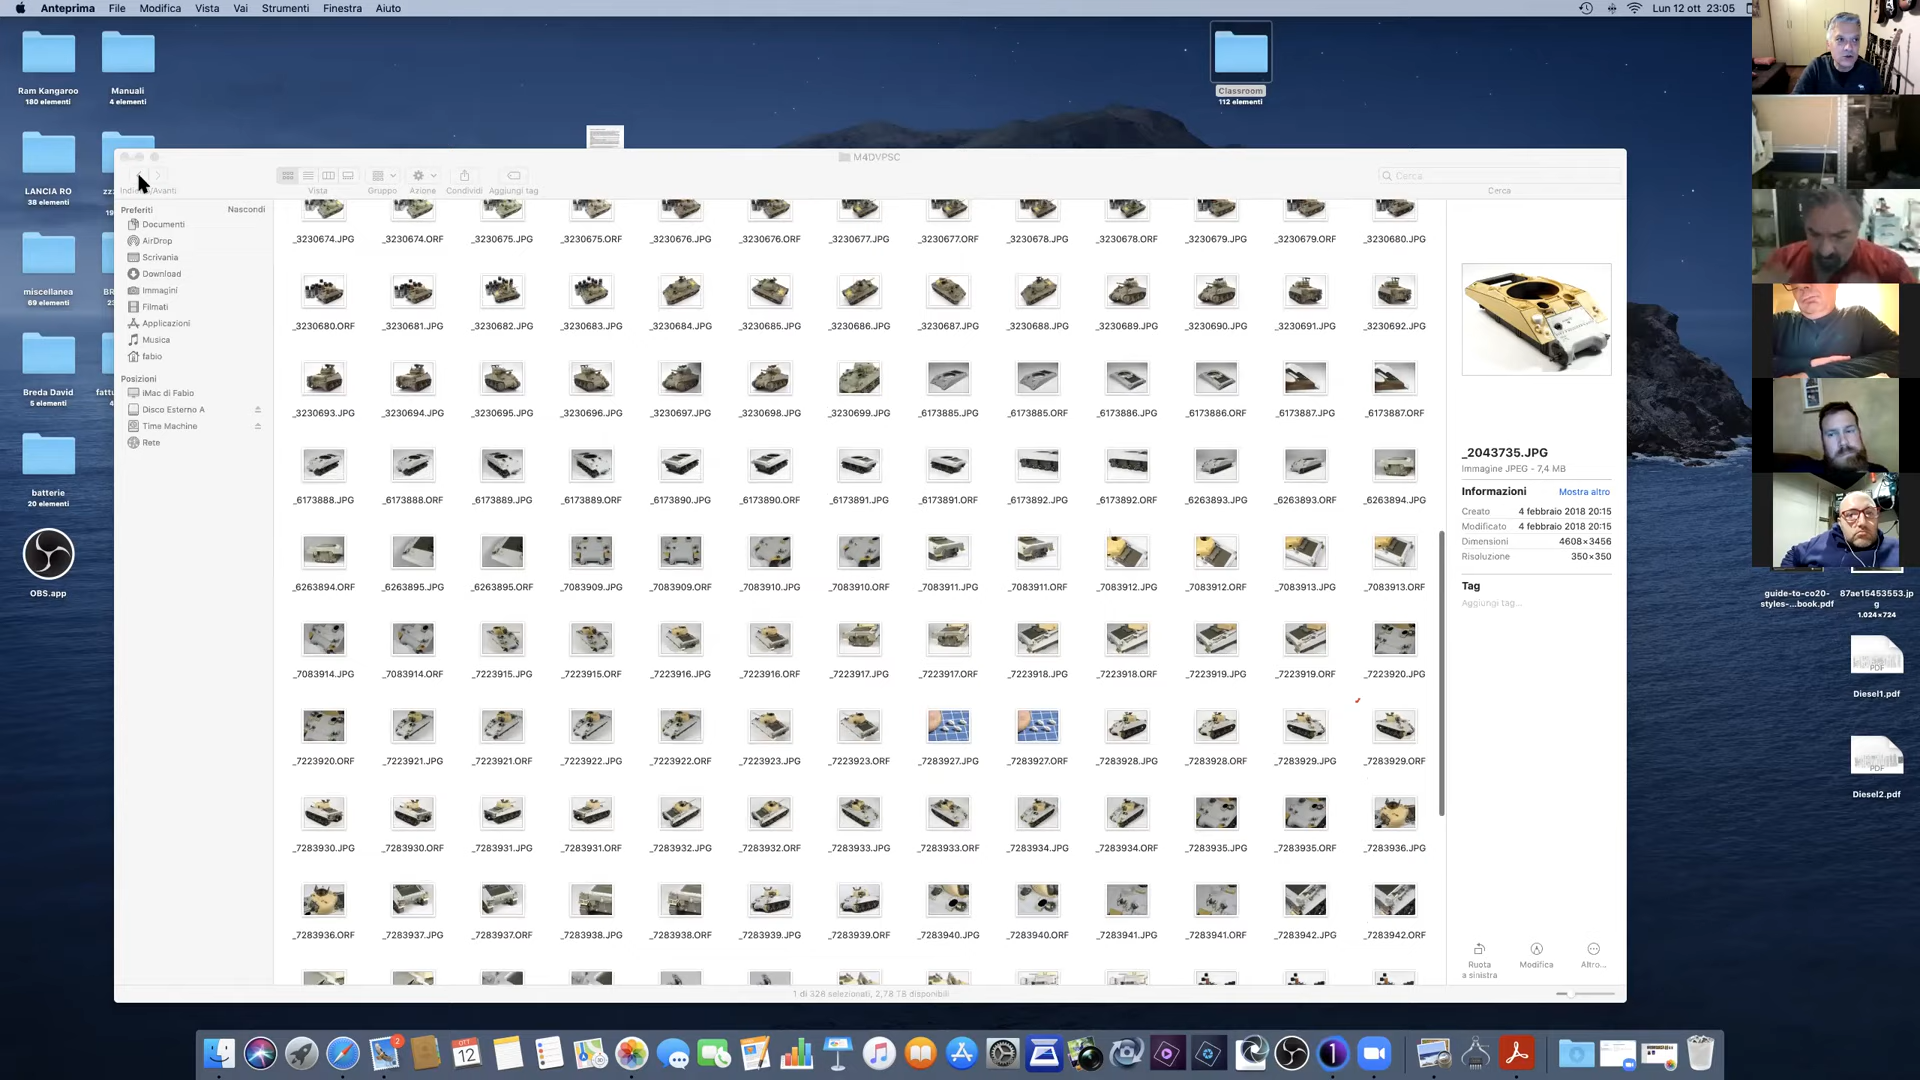 Anteprima File Modifica Vista Vai Strumenti Finestra Aiuto
Lun 12 ott 23:05
Ram Kangaroo
180 elementi
Manuali
4 elementi
Classroom
112 elementi
LANCIA RO
38 elementi
miscellanea
69 elementi
Breda David
5 elementi
batterie
20 elementi
OBS.app
M4DVPSC
Vista Gruppo Azione Condividi Aggiungi tag
Cerca
Cerca
Preferiti Nascondi
Documenti
AirDrop
Scrivania
Download
Immagini
Filmati
Applicazioni
Musica
fabio
Posizioni
iMac di Fabio
Disco Esterno A
Time Machine
Rete
_3230674.JPG _3230674.ORF _3230675.JPG _3230675.ORF _3230676.JPG _3230676.ORF _3230677.JPG _3230677.ORF _3230678.JPG _3230678.ORF _3230679.JPG _3230679.ORF _3230680.JPG
_3230680.ORF _3230681.JPG _3230682.JPG _3230683.JPG _3230684.JPG _3230685.JPG _3230686.JPG _3230687.JPG _3230688.JPG _3230689.JPG _3230690.JPG _3230691.JPG _3230692.JPG
_3230693.JPG _3230694.JPG _3230695.JPG _3230696.JPG _3230697.JPG _3230698.JPG _3230699.JPG _6173885.JPG _6173885.ORF _6173886.JPG _6173886.ORF _6173887.JPG _6173887.ORF
_6173888.JPG _6173888.ORF _6173889.JPG _6173889.ORF _6173890.JPG _6173890.ORF _6173891.JPG _6173891.ORF _6173892.JPG _6173892.ORF _6263893.JPG _6263893.ORF _6263894.JPG
_6263894.ORF _6263895.JPG _6263895.ORF _7083909.JPG _7083909.ORF _7083910.JPG _7083910.ORF _7083911.JPG _7083911.ORF _7083912.JPG _7083912.ORF _7083913.JPG _7083913.ORF
_7083914.JPG _7083914.ORF _7223915.JPG _7223915.ORF _7223916.JPG _7223916.ORF _7223917.JPG _7223917.ORF _7223918.JPG _7223918.ORF _7223919.JPG _7223919.ORF _7223920.JPG
_7223920.ORF _7223921.JPG _7223921.ORF _7223922.JPG _7223922.ORF _7223923.JPG _7223923.ORF _7283927.JPG _7283927.ORF _7283928.JPG _7283928.ORF _7283929.JPG _7283929.ORF
_7283930.JPG _7283930.ORF _7283931.JPG _7283931.ORF _7283932.JPG _7283932.ORF _7283933.JPG _7283933.ORF _7283934.JPG _7283934.ORF _7283935.JPG _7283935.ORF _7283936.JPG
_7283936.ORF _7283937.JPG _7283937.ORF _7283938.JPG _7283938.ORF _7283939.JPG _7283939.ORF _7283940.JPG _7283940.ORF _7283941.JPG _7283941.ORF _7283942.JPG _7283942.ORF
1 di 326 selezionati, 2,78 TB disponibili
_2043735.JPG
Immagine JPEG - 7,4 MB
Informazioni Mostra altro
Creato 4 febbraio 2018 20:15
Modificato 4 febbraio 2018 20:15
Dimensioni 4608×3456
Risoluzione 350×350
Tag
Aggiungi tag...
Ruota
a sinistra
Modifica
Altro...
guide-to-co20-
styles-...book.pdf
87ae15453553.jp
g
1.024×724
PDF
Diesel1.pdf
PDF
Diesel2.pdf
OTT
12
2
1